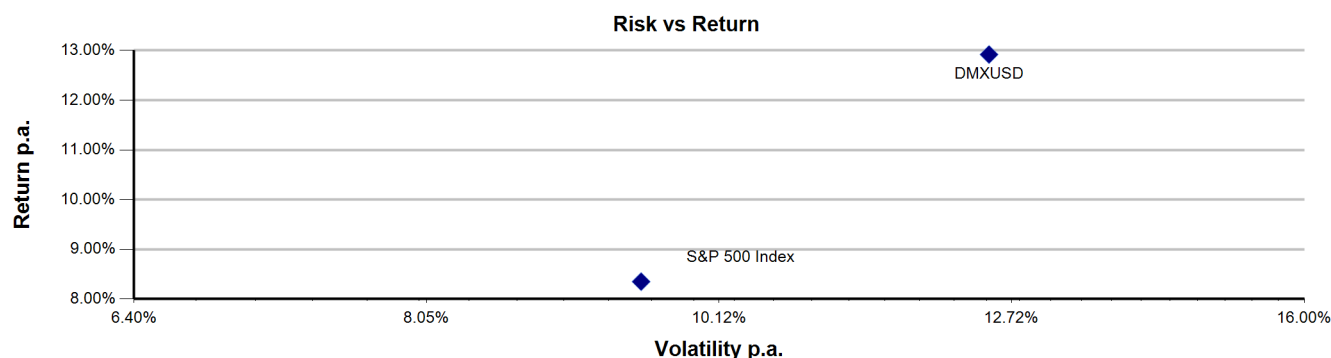 Risk vs Return
13.00%
DMXUSD
12.00%
11.00%
Return p.a.
10.00%
9.00%
S&P 500 Index
8.00%
6.40% 8.05% 10.12% 12.72% 16.00%
Volatility p.a.